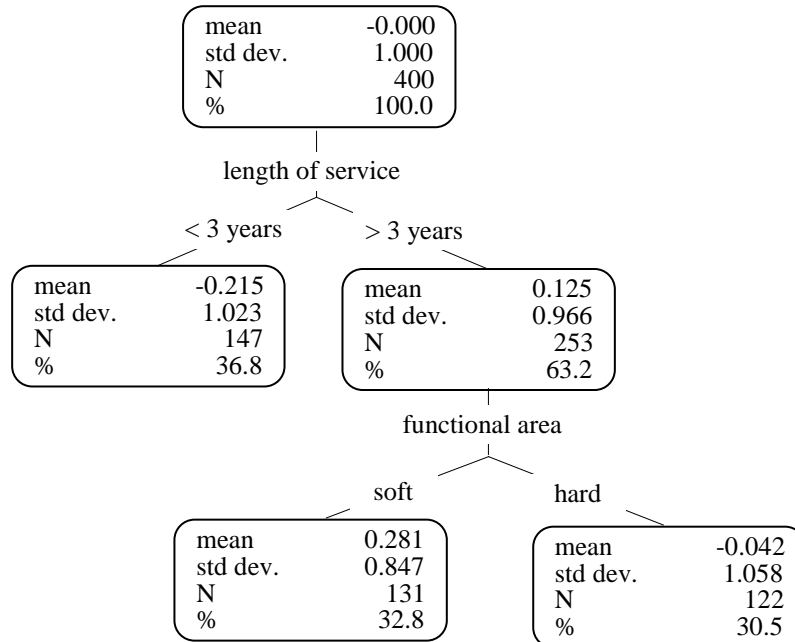 mean -0.000
std dev. 1.000
N 400
% 100.0
length of service
< 3 years > 3 years
mean -0.215
std dev. 1.023
N 147
% 36.8
mean 0.125
std dev. 0.966
N 253
% 63.2
functional area
soft hard
mean 0.281
std dev. 0.847
N 131
% 32.8
mean -0.042
std dev. 1.058
N 122
% 30.5